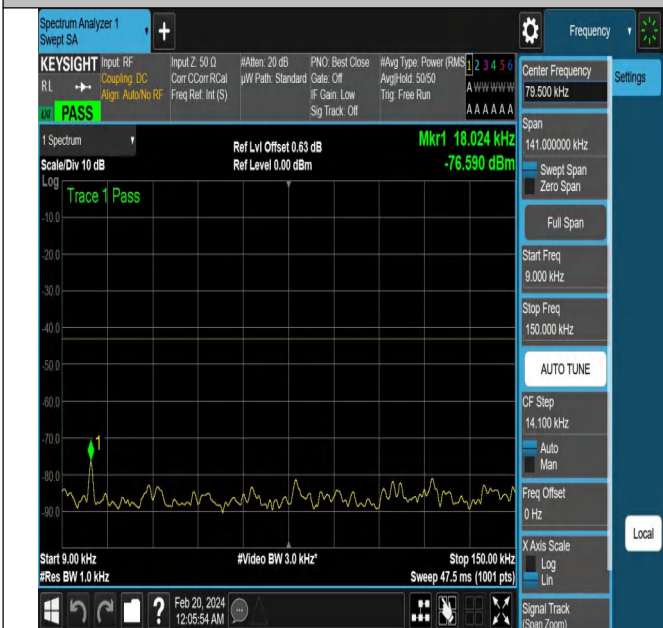 Spectrum Analyzer 1
Swept SA
+
Frequency
KEYSIGHT
RL
LXI PASS
Input: RF
Coupling: DC
Align: Auto/No RF
Input Z: 50 Ω
Corr CCorr RCal
Freq Ref: Int (S)
#Atten: 20 dB
µW Path: Standard
PNO: Best Close
Gate: Off
IF Gain: Low
Sig Track: Off
#Avg Type: Power (RMS
Avg|Hold: 50/50
Trig: Free Run
1 2 3 4 5 6
A W W W W W
A A A A A A
1 Spectrum
Scale/Div 10 dB
Log
Ref Lvl Offset 0.63 dB
Ref Level 0.00 dBm
Mkr1 18.024 kHz
-76.590 dBm
Trace 1 Pass
-10.0
-20.0
-30.0
-40.0
-50.0
-60.0
-70.0
-80.0
-90.0
1
Start 9.00 kHz
#Res BW 1.0 kHz
#Video BW 3.0 kHz*
Stop 150.00 kHz
Sweep 47.5 ms (1001 pts)
?
Feb 20, 2024
12:05:54 AM
Center Frequency
79.500 kHz
Span
141.000000 kHz
Swept Span
Zero Span
Full Span
Start Freq
9.000 kHz
Stop Freq
150.000 kHz
AUTO TUNE
CF Step
14.100 kHz
Auto
Man
Freq Offset
0 Hz
X Axis Scale
Log
Lin
Signal Track
(Span Zoom)
Settings
Local